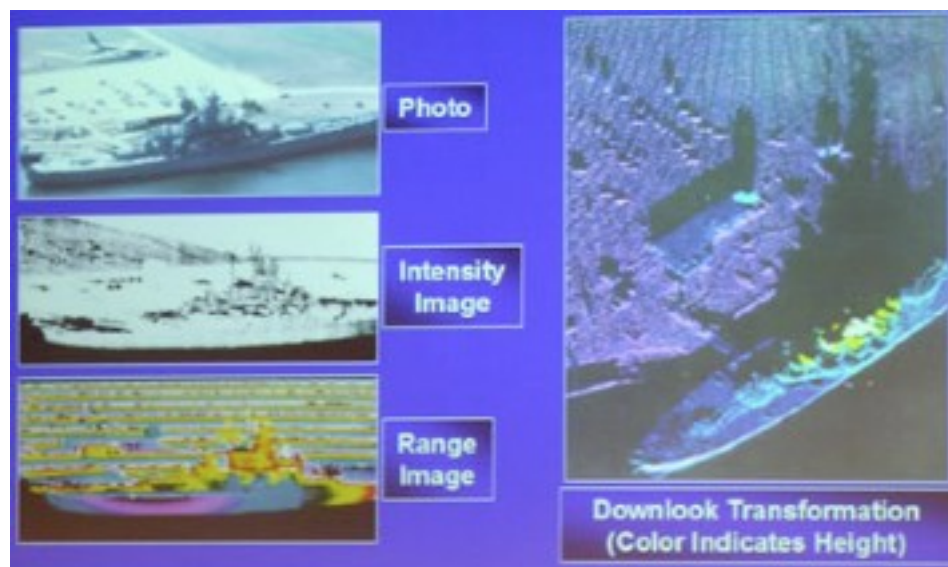 Photo
Intensity
Image
Range
Image
Downlook Transformation
(Color Indicates Height)